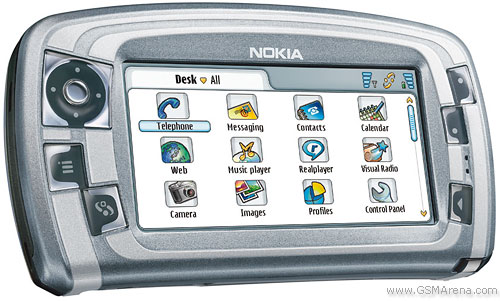 NOKIA
Desk All
Telephone Messaging Contacts Calendar
Web Music player Realplayer Visual Radio
Camera Images Profiles Control Panel
www.GSMArena.com